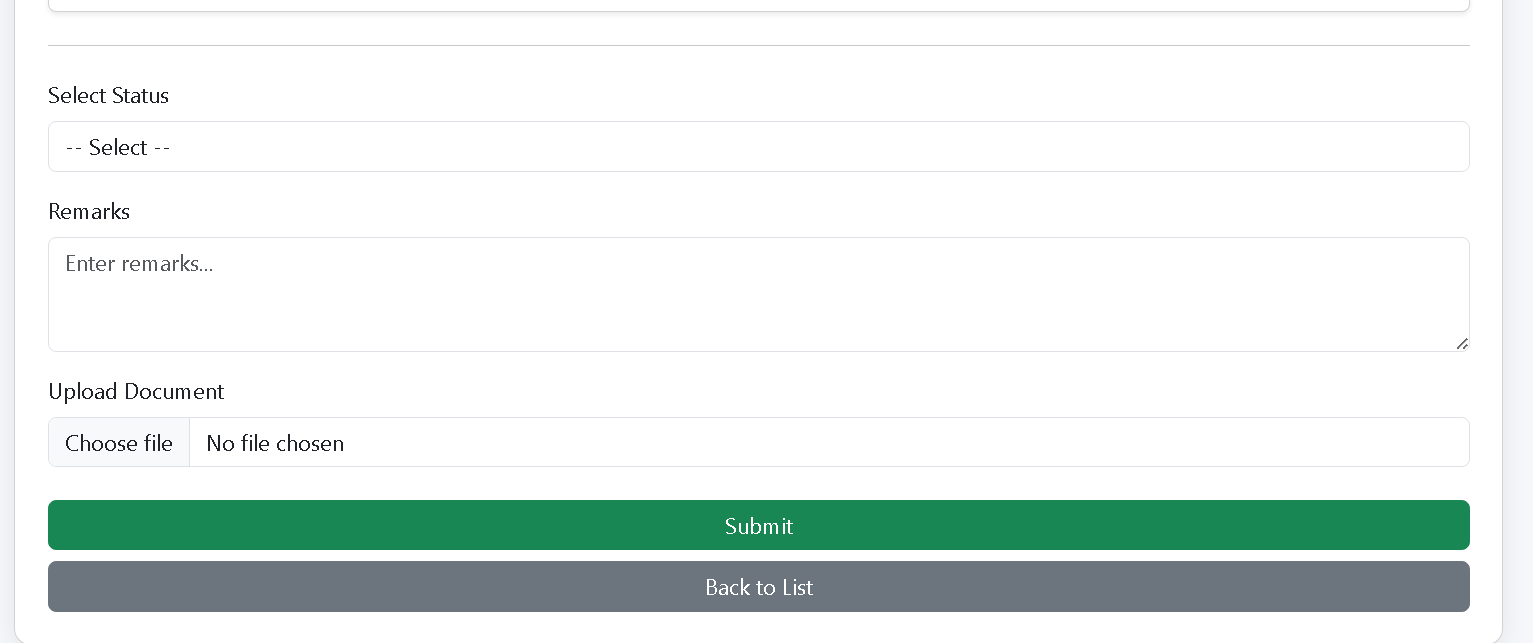 Select Status
-- Select --
Remarks
Enter remarks...
Upload Document
Choose file No file chosen
Submit
Back to List